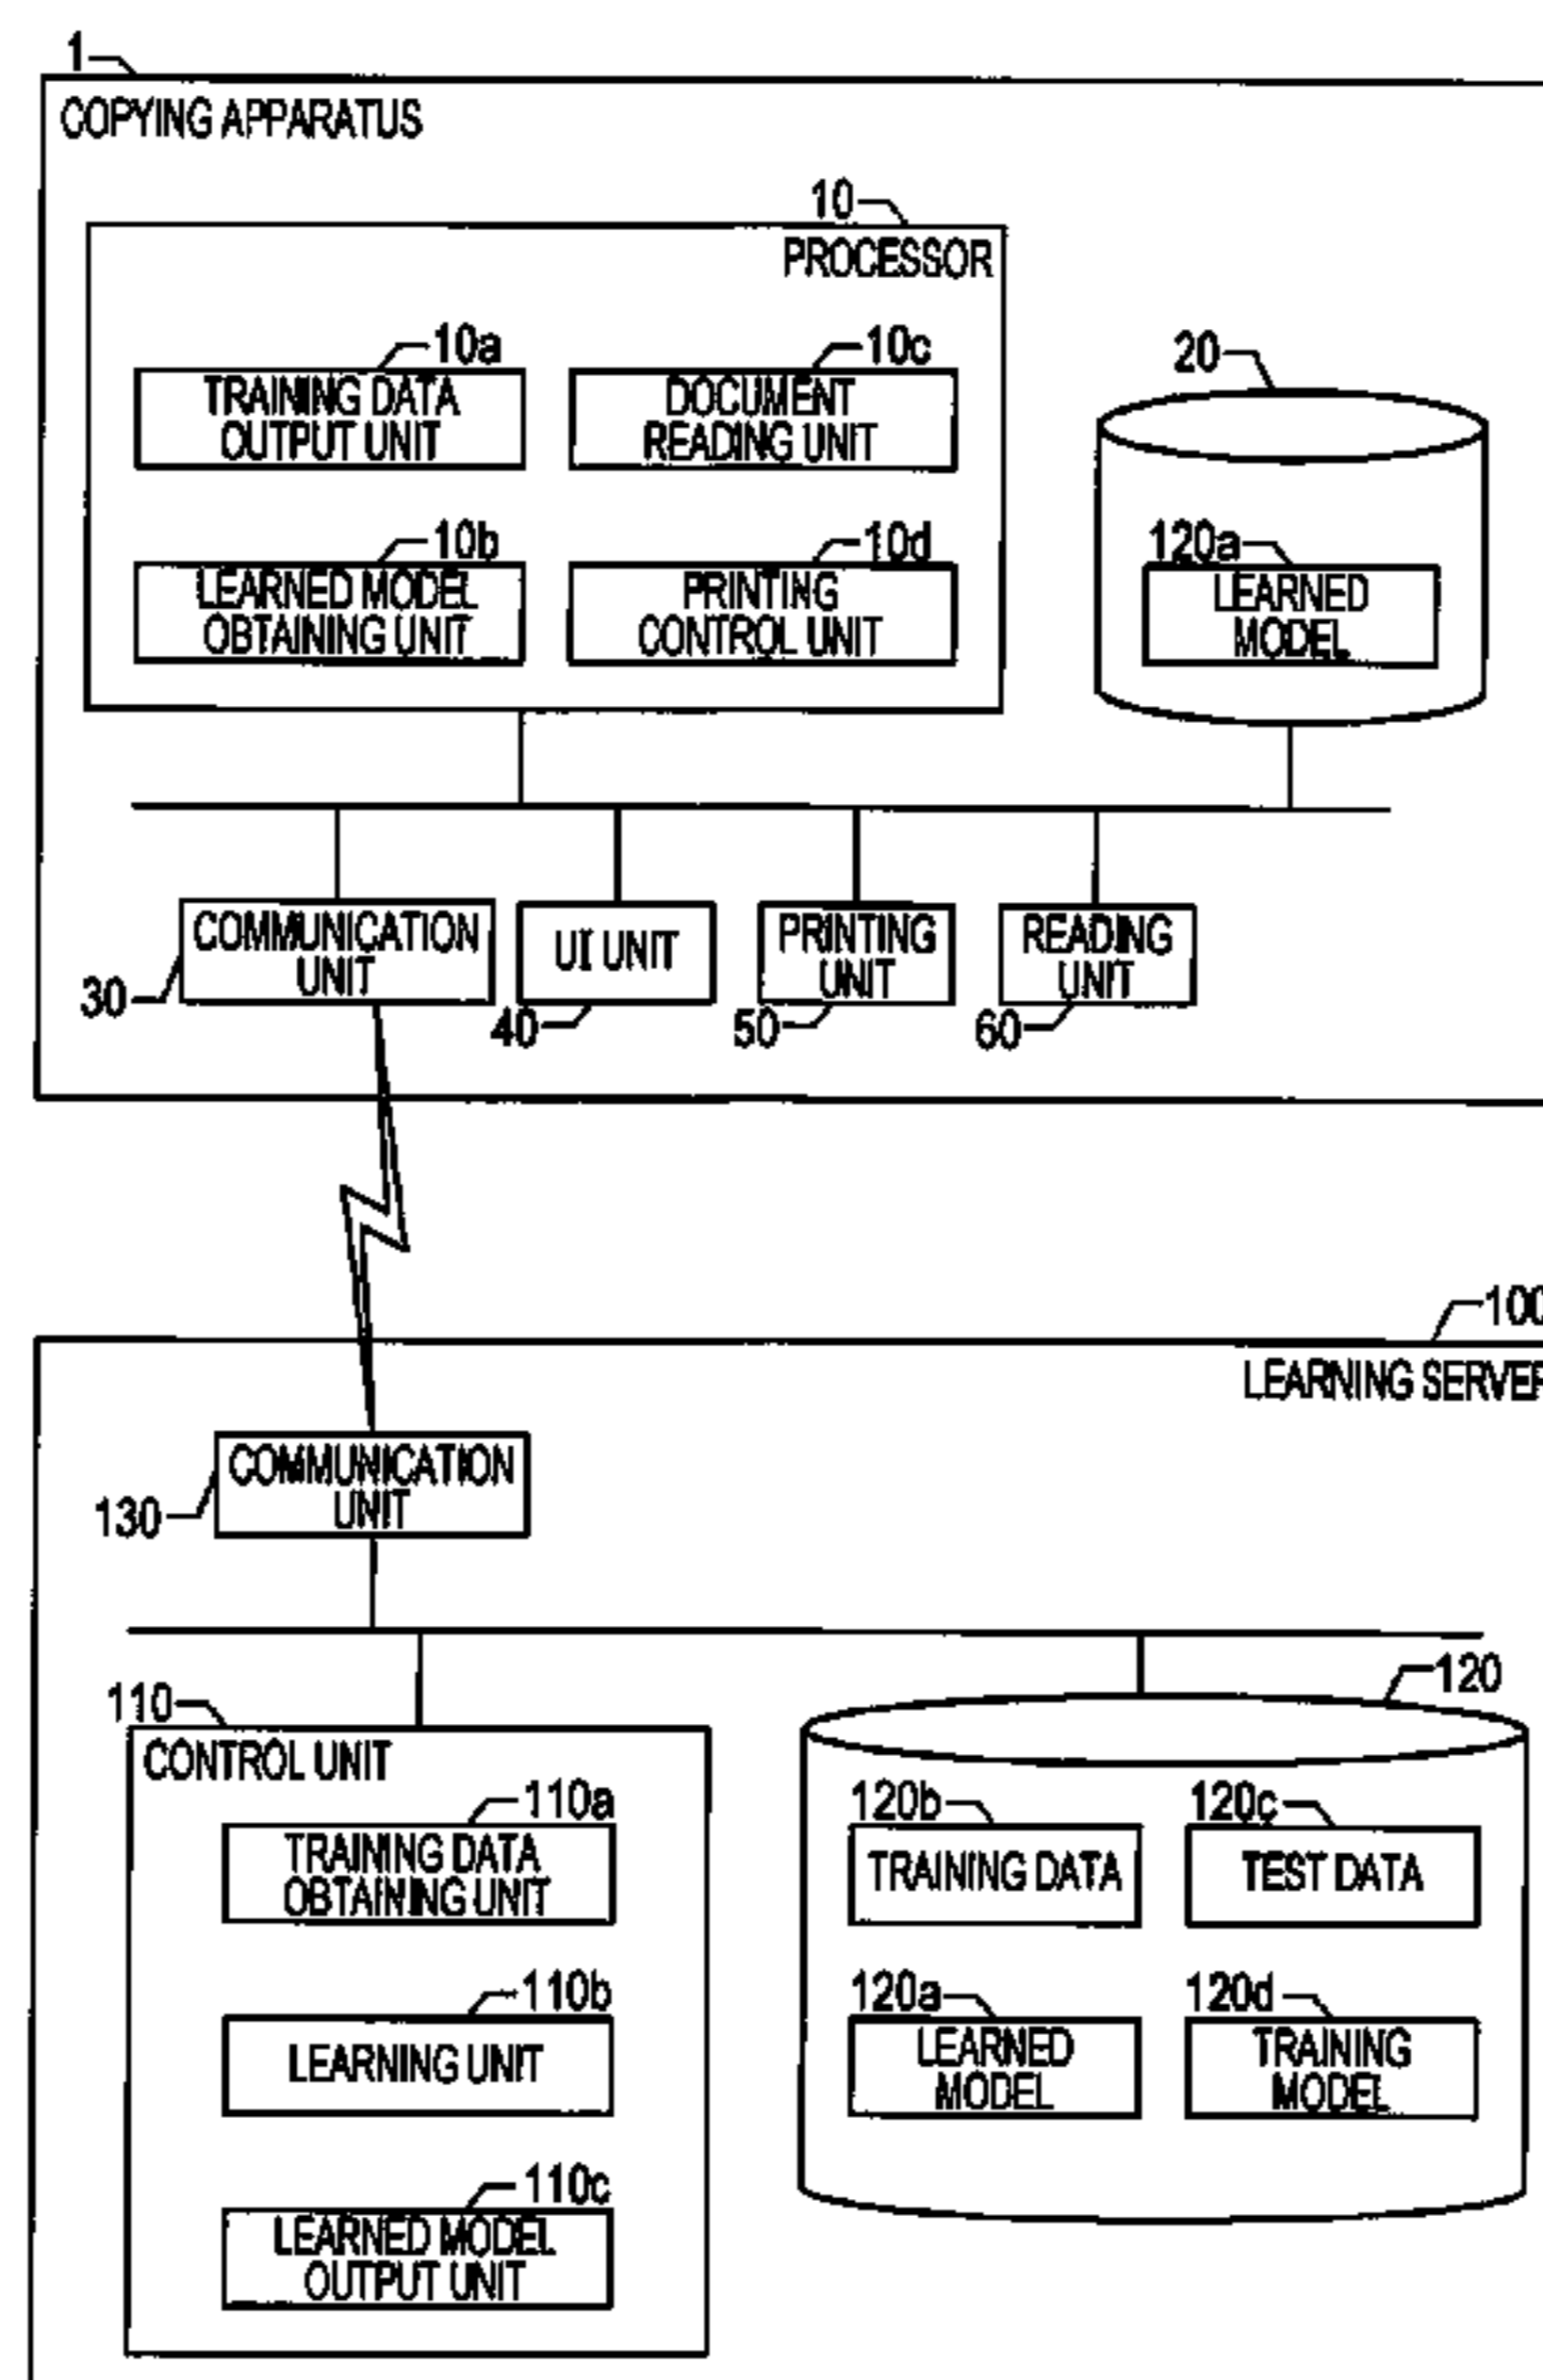 1
COPYING APPARATUS
10
PROCESSOR
10a
TRAINING DATA
OUTPUT UNIT
10c
DOCUMENT
READING UNIT
10b
LEARNED MODEL
OBTAINING UNIT
10d
PRINTING
CONTROL UNIT
20
120a
LEARNED
MODEL
COMMUNICATION
UNIT
30
UI UNIT
40
PRINTING
UNIT
50
READING
UNIT
60
100
LEARNING SERVER
COMMUNICATION
UNIT
130
110
CONTROL UNIT
110a
TRAINING DATA
OBTAINING UNIT
110b
LEARNING UNIT
110c
LEARNED MODEL
OUTPUT UNIT
120
120b
TRAINING DATA
120c
TEST DATA
120a
LEARNED
MODEL
120d
TRAINING
MODEL